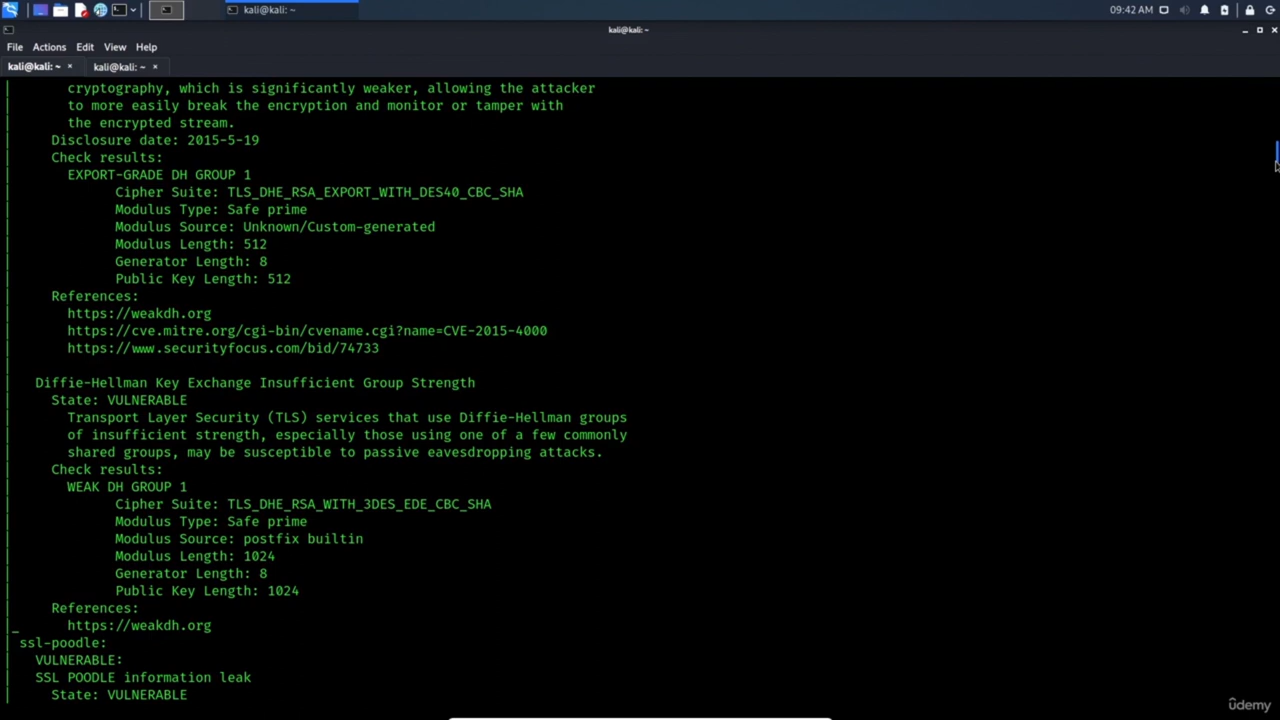 kali@kali: ~
09:42 AM
kali@kali:~
File Actions Edit View Help
kali@kali: ~ × kali@kali: ~ ×
| cryptography, which is significantly weaker, allowing the attacker
| to more easily break the encryption and monitor or tamper with
| the encrypted stream.
| Disclosure date: 2015-5-19
| Check results:
| EXPORT-GRADE DH GROUP 1
| Cipher Suite: TLS_DHE_RSA_EXPORT_WITH_DES40_CBC_SHA
| Modulus Type: Safe prime
| Modulus Source: Unknown/Custom-generated
| Modulus Length: 512
| Generator Length: 8
| Public Key Length: 512
| References:
| https://weakdh.org
| https://cve.mitre.org/cgi-bin/cvename.cgi?name=CVE-2015-4000
| https://www.securityfocus.com/bid/74733
|
| Diffie-Hellman Key Exchange Insufficient Group Strength
| State: VULNERABLE
| Transport Layer Security (TLS) services that use Diffie-Hellman groups
| of insufficient strength, especially those using one of a few commonly
| shared groups, may be susceptible to passive eavesdropping attacks.
| Check results:
| WEAK DH GROUP 1
| Cipher Suite: TLS_DHE_RSA_WITH_3DES_EDE_CBC_SHA
| Modulus Type: Safe prime
| Modulus Source: postfix builtin
| Modulus Length: 1024
| Generator Length: 8
| Public Key Length: 1024
| References:
|_ https://weakdh.org
| ssl-poodle:
| VULNERABLE:
| SSL POODLE information leak
| State: VULNERABLE
ûdemy